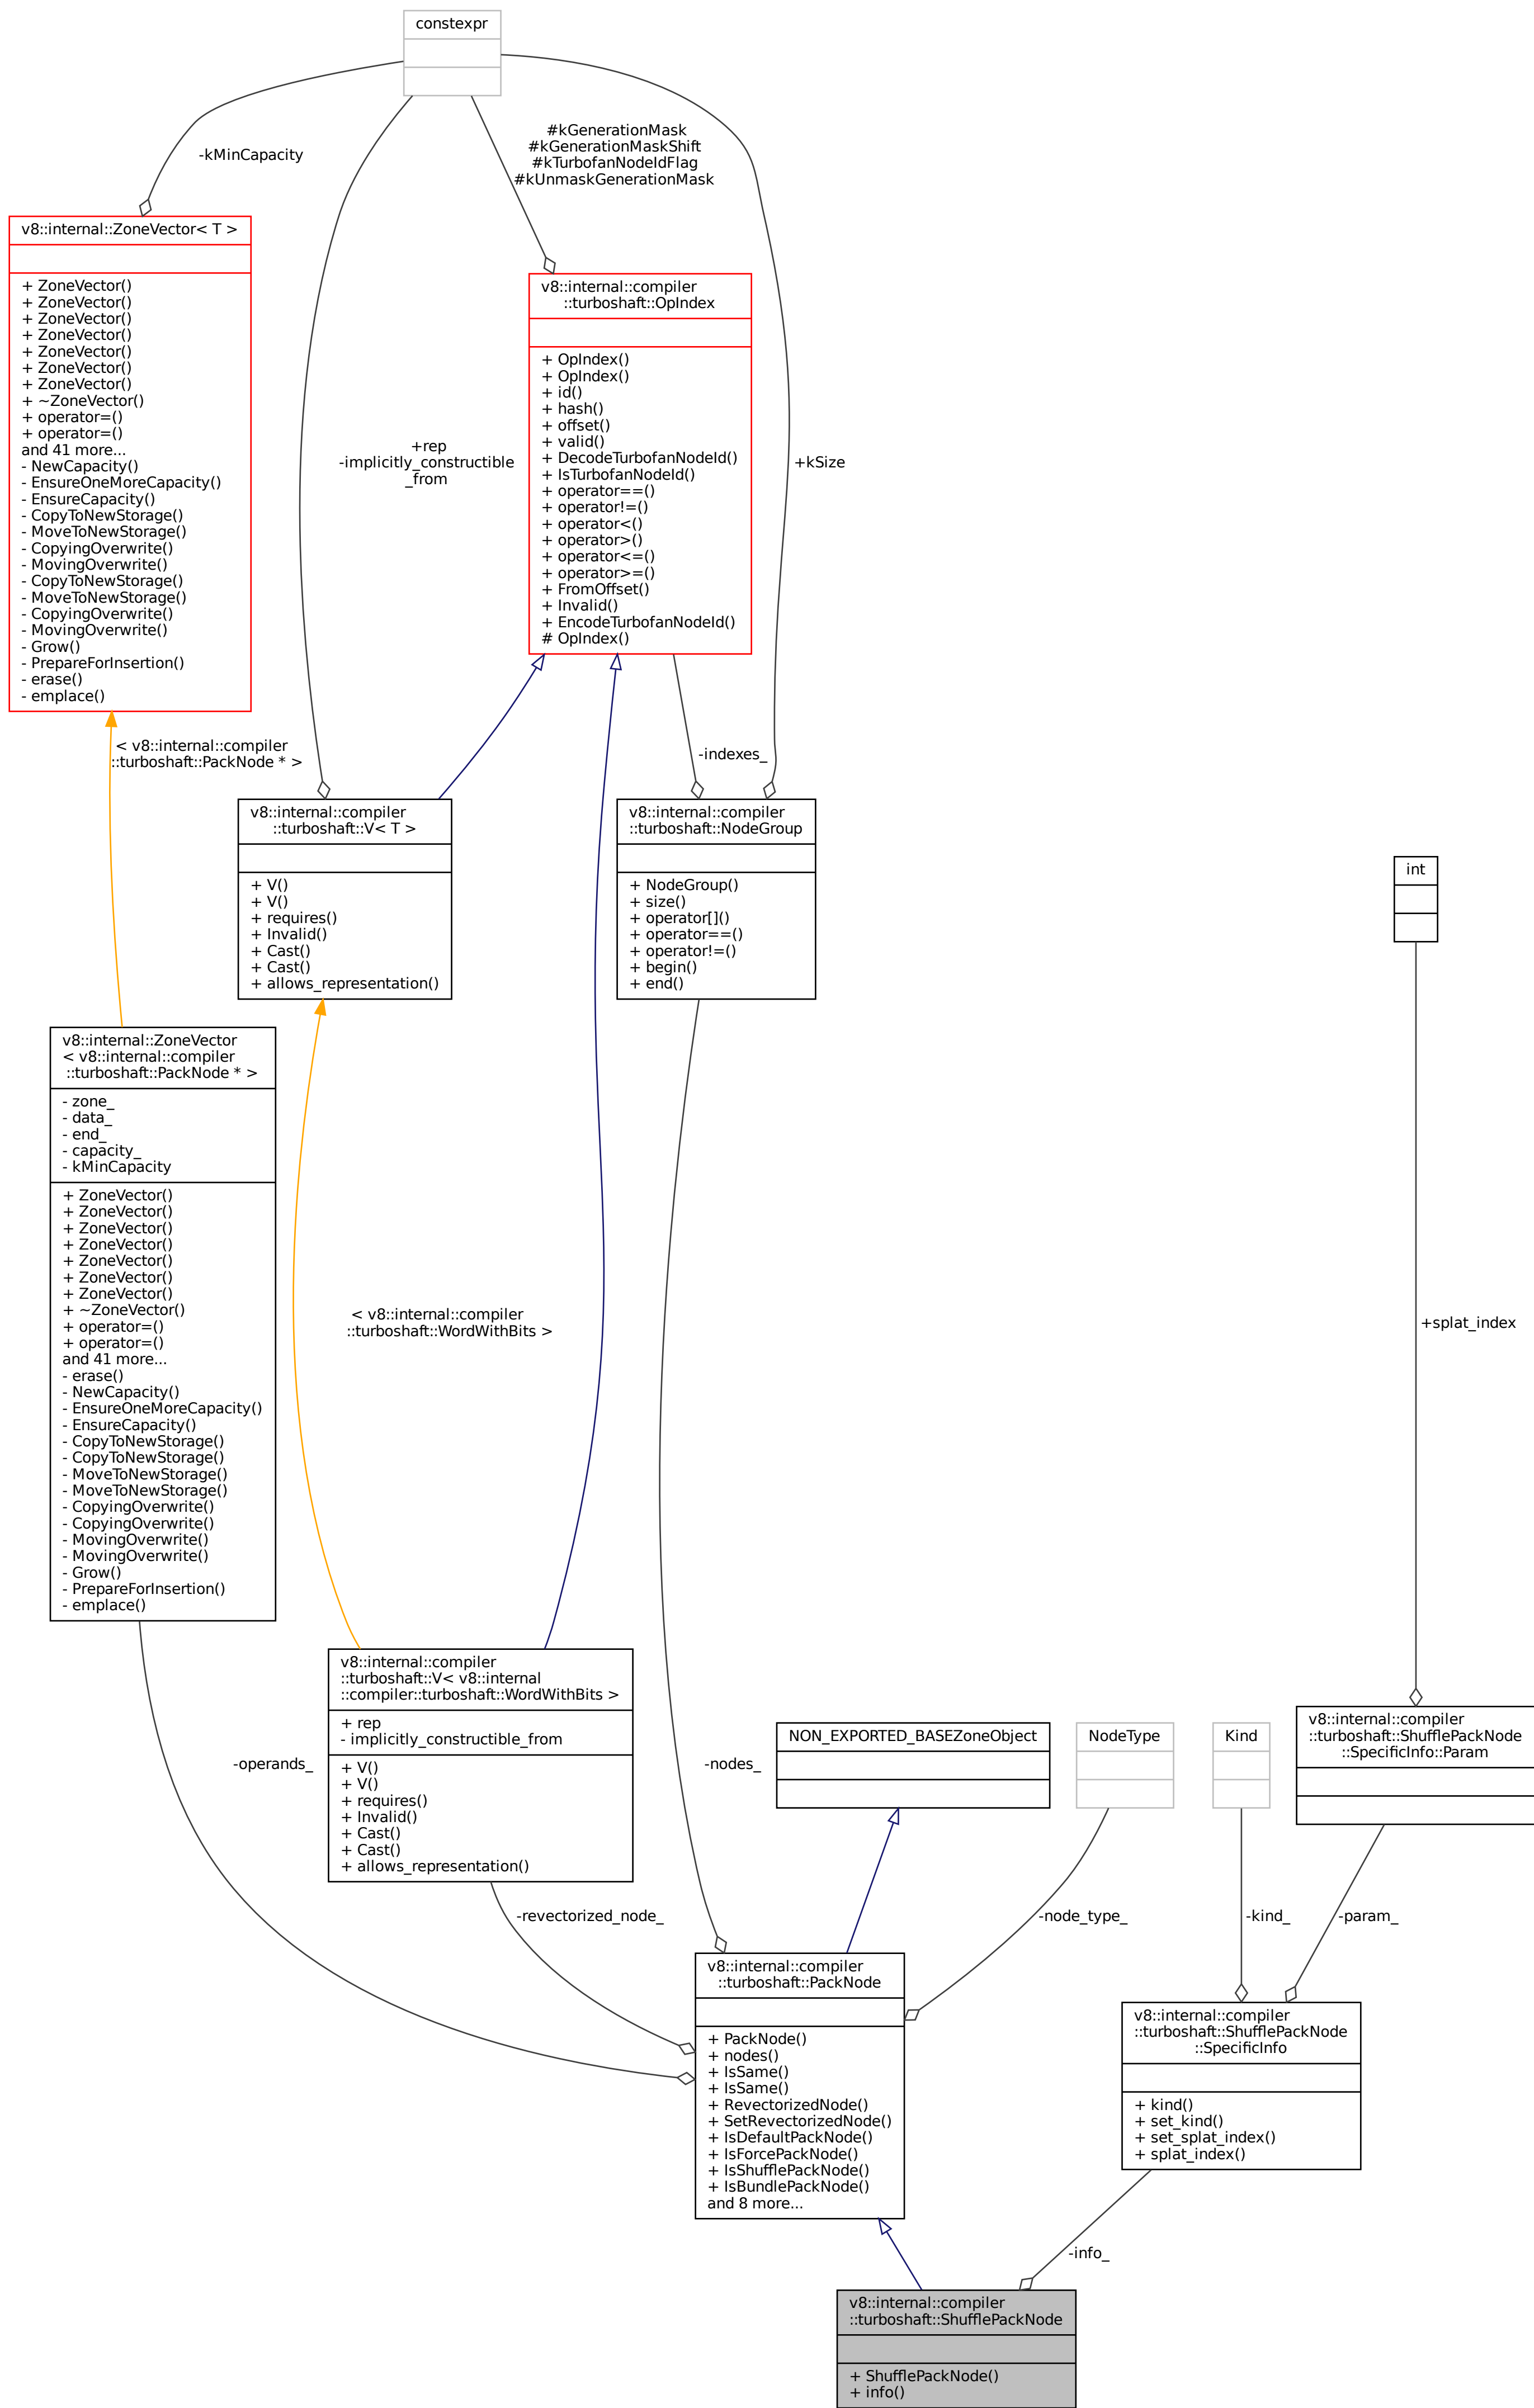 constexpr
-kMinCapacity
#kGenerationMask
#kGenerationMaskShift
#kTurbofanNodeIdFlag
#kUnmaskGenerationMask
v8::internal::ZoneVector< T >
+ ZoneVector()
+ ZoneVector()
+ ZoneVector()
+ ZoneVector()
+ ZoneVector()
+ ZoneVector()
+ ZoneVector()
+ ~ZoneVector()
+ operator=()
+ operator=()
and 41 more...
- NewCapacity()
- EnsureOneMoreCapacity()
- EnsureCapacity()
- CopyToNewStorage()
- MoveToNewStorage()
- CopyingOverwrite()
- MovingOverwrite()
- CopyToNewStorage()
- MoveToNewStorage()
- CopyingOverwrite()
- MovingOverwrite()
- Grow()
- PrepareForInsertion()
- erase()
- emplace()
v8::internal::compiler
::turboshaft::OpIndex
+ OpIndex()
+ OpIndex()
+ id()
+ hash()
+ offset()
+ valid()
+ DecodeTurbofanNodeId()
+ IsTurbofanNodeId()
+ operator==()
+ operator!=()
+ operator<()
+ operator>()
+ operator<=()
+ operator>=()
+ FromOffset()
+ Invalid()
+ EncodeTurbofanNodeId()
# OpIndex()
+rep
-implicitly_constructible
_from
+kSize
< v8::internal::compiler
::turboshaft::PackNode * >
-indexes_
v8::internal::compiler
::turboshaft::V< T >
+ V()
+ V()
+ requires()
+ Invalid()
+ Cast()
+ Cast()
+ allows_representation()
v8::internal::compiler
::turboshaft::NodeGroup
+ NodeGroup()
+ size()
+ operator[]()
+ operator==()
+ operator!=()
+ begin()
+ end()
int
v8::internal::ZoneVector
< v8::internal::compiler
::turboshaft::PackNode * >
- zone_
- data_
- end_
- capacity_
- kMinCapacity
+ ZoneVector()
+ ZoneVector()
+ ZoneVector()
+ ZoneVector()
+ ZoneVector()
+ ZoneVector()
+ ZoneVector()
+ ~ZoneVector()
+ operator=()
+ operator=()
and 41 more...
- erase()
- NewCapacity()
- EnsureOneMoreCapacity()
- EnsureCapacity()
- CopyToNewStorage()
- CopyToNewStorage()
- MoveToNewStorage()
- MoveToNewStorage()
- CopyingOverwrite()
- CopyingOverwrite()
- MovingOverwrite()
- MovingOverwrite()
- Grow()
- PrepareForInsertion()
- emplace()
< v8::internal::compiler
::turboshaft::WordWithBits >
+splat_index
v8::internal::compiler
::turboshaft::V< v8::internal
::compiler::turboshaft::WordWithBits >
+ rep
- implicitly_constructible_from
+ V()
+ V()
+ requires()
+ Invalid()
+ Cast()
+ Cast()
+ allows_representation()
-operands_
-nodes_
NON_EXPORTED_BASEZoneObject
NodeType
Kind
v8::internal::compiler
::turboshaft::ShufflePackNode
::SpecificInfo::Param
-revectorized_node_
-node_type_
-kind_
-param_
v8::internal::compiler
::turboshaft::PackNode
+ PackNode()
+ nodes()
+ IsSame()
+ IsSame()
+ RevectorizedNode()
+ SetRevectorizedNode()
+ IsDefaultPackNode()
+ IsForcePackNode()
+ IsShufflePackNode()
+ IsBundlePackNode()
and 8 more...
v8::internal::compiler
::turboshaft::ShufflePackNode
::SpecificInfo
+ kind()
+ set_kind()
+ set_splat_index()
+ splat_index()
-info_
v8::internal::compiler
::turboshaft::ShufflePackNode
+ ShufflePackNode()
+ info()